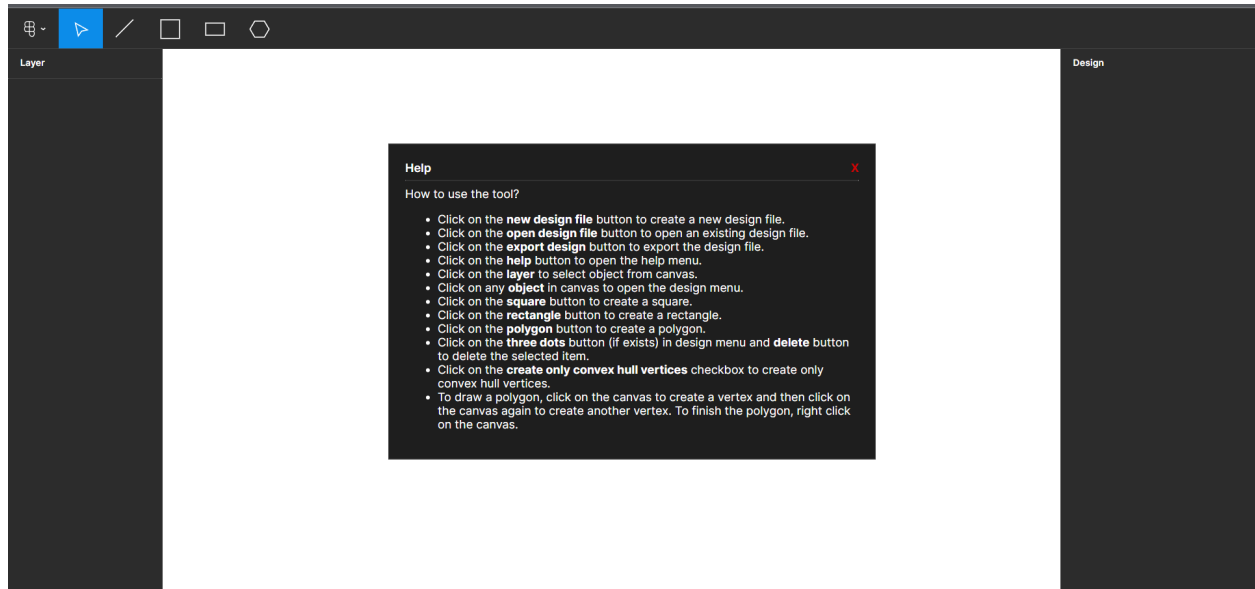 Layer
Design
Help
X
How to use the tool?
• Click on the new design file button to create a new design file.
• Click on the open design file button to open an existing design file.
• Click on the export design button to export the design file.
• Click on the help button to open the help menu.
• Click on the layer to select object from canvas.
• Click on any object in canvas to open the design menu.
• Click on the square button to create a square.
• Click on the rectangle button to create a rectangle.
• Click on the polygon button to create a polygon.
• Click on the three dots button (if exists) in design menu and delete button
to delete the selected item.
• Click on the create only convex hull vertices checkbox to create only
convex hull vertices.
• To draw a polygon, click on the canvas to create a vertex and then click on
the canvas again to create another vertex. To finish the polygon, right click
on the canvas.